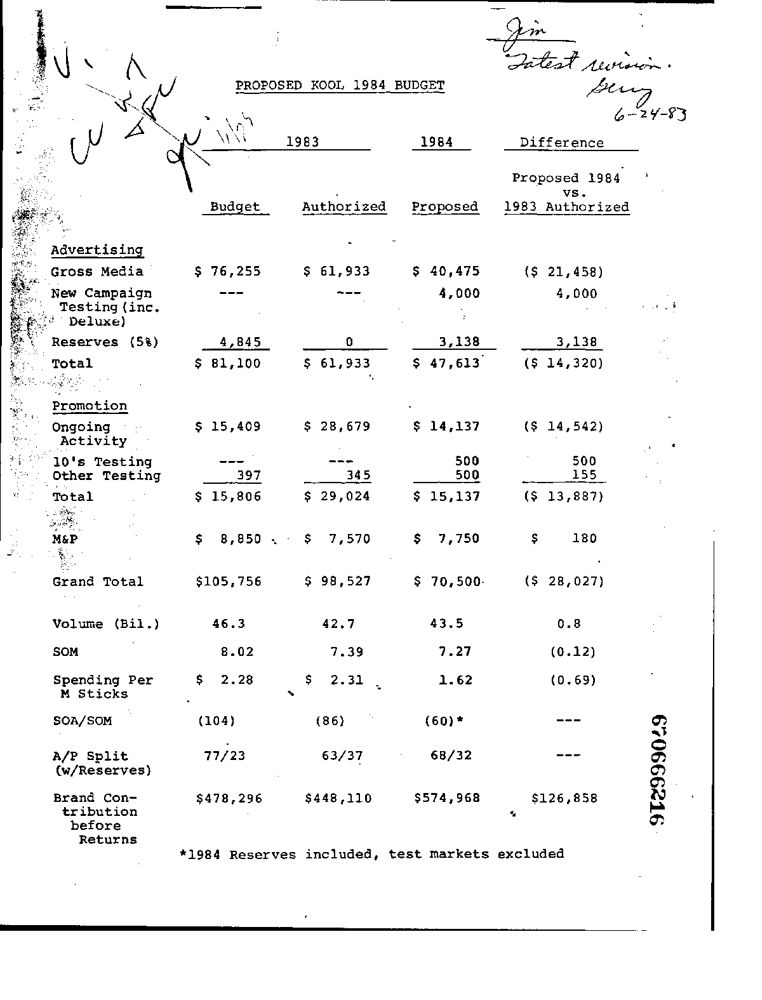 Jim
Latest revision.
6-24-83
PROPOSED KOOL 1984 BUDGET
1983 1984 Difference
Proposed 1984
vs.
Budget Authorized Proposed 1983 Authorized
Advertising
Gross Media $ 76,255 $ 61,933 $ 40,475 ($ 21,458)
New Campaign --- --- 4,000 4,000
Testing (inc.
Deluxe)
Reserves (5%) 4,845 0 3,138 3,138
Total $ 81,100 $ 61,933 $ 47,613 ($ 14,320)
Promotion
Ongoing $ 15,409 $ 28,679 $ 14,137 ($ 14,542)
Activity
10's Testing --- --- 500 500
Other Testing 397 345 500 155
Total $ 15,806 $ 29,024 $ 15,137 ($ 13,887)
M&P $ 8,850 $ 7,570 $ 7,750 $ 180
Grand Total $105,756 $ 98,527 $ 70,500 ($ 28,027)
Volume (Bil.) 46.3 42.7 43.5 0.8
SOM 8.02 7.39 7.27 (0.12)
Spending Per $ 2.28 $ 2.31 1.62 (0.69)
M Sticks
SOA/SOM (104) (86) (60)* ---
A/P Split 77/23 63/37 68/32 ---
(w/Reserves)
Brand Con- $478,296 $448,110 $574,968 $126,858
tribution
before
Returns
*1984 Reserves included, test markets excluded
670666216